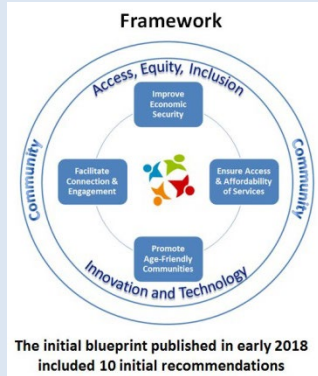 Framework
Access, Equity, Inclusion
Improve
Economic
Security
Community
Facilitate
Connection &
Engagement
Ensure Access
& Affordability
of Services
Community
Promote
Age-Friendly
Communities
Innovation and Technology
The initial blueprint published in early 2018
included 10 initial recommendations